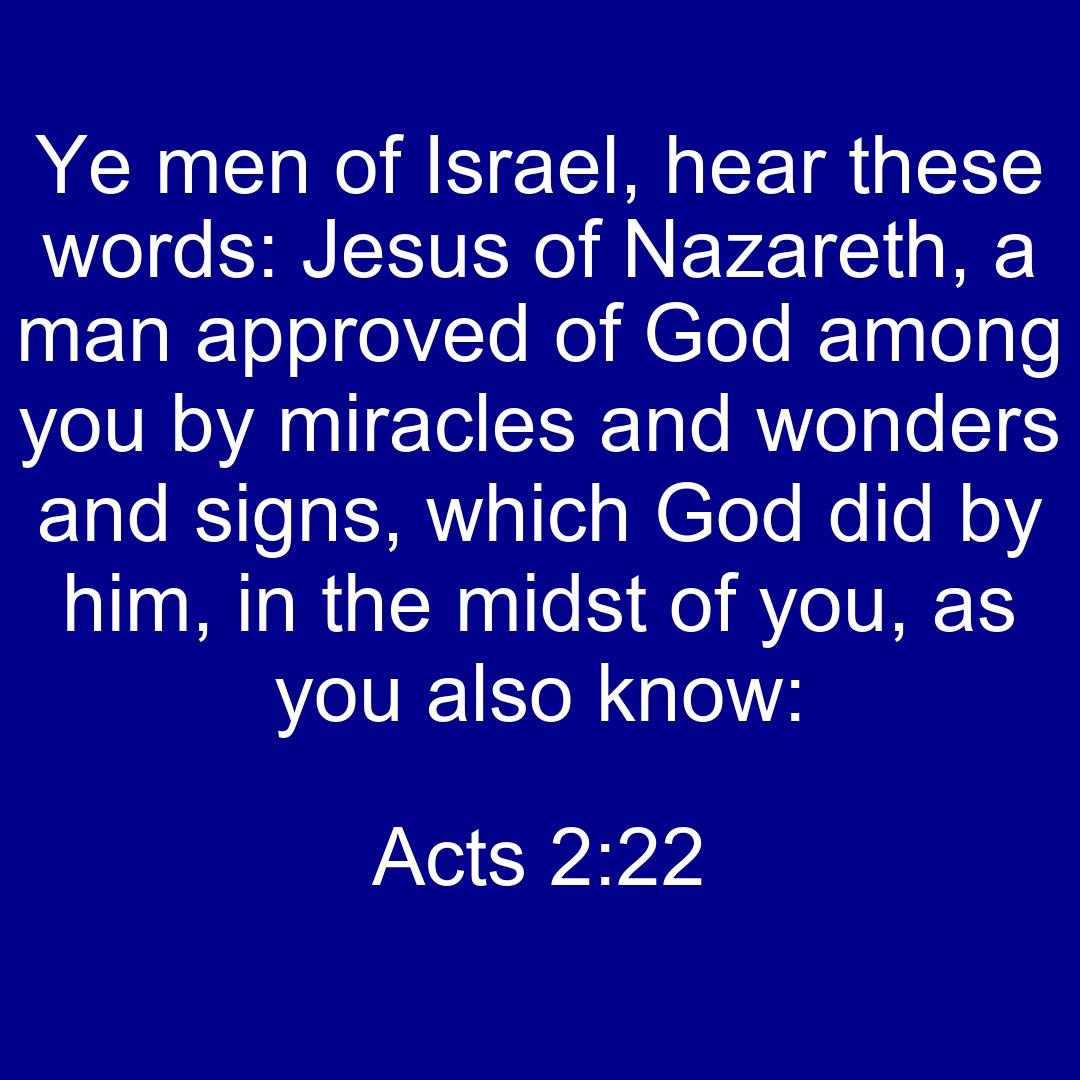 Ye men of Israel, hear these
words: Jesus of Nazareth, a
man approved of God among
you by miracles and wonders
and signs, which God did by
him, in the midst of you, as
you also know:
Acts 2:22